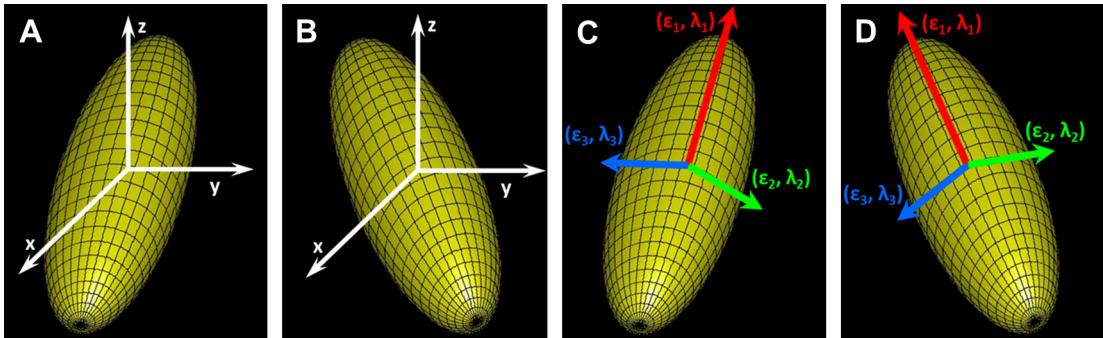 A
z
y
x
B
z
y
x
C
(ε₁, λ₁)
(ε₃, λ₃)
(ε₂, λ₂)
D
(ε₁, λ₁)
(ε₂, λ₂)
(ε₃, λ₃)